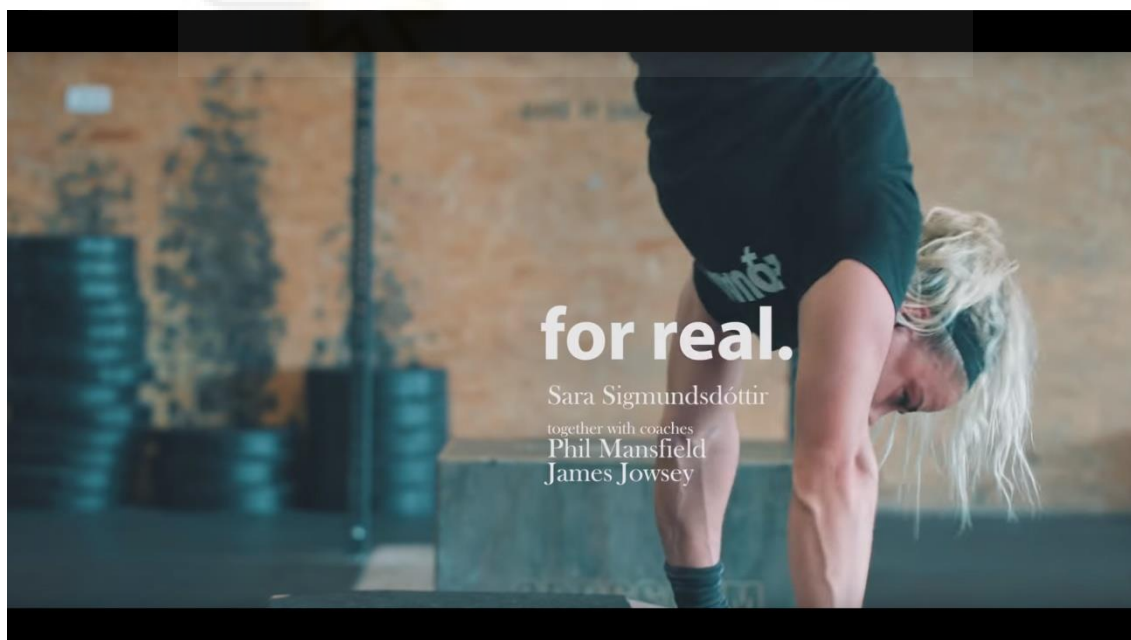 for real.
Sara Sigmundsdóttir
together with coaches
Phil Mansfield
James Jowsey